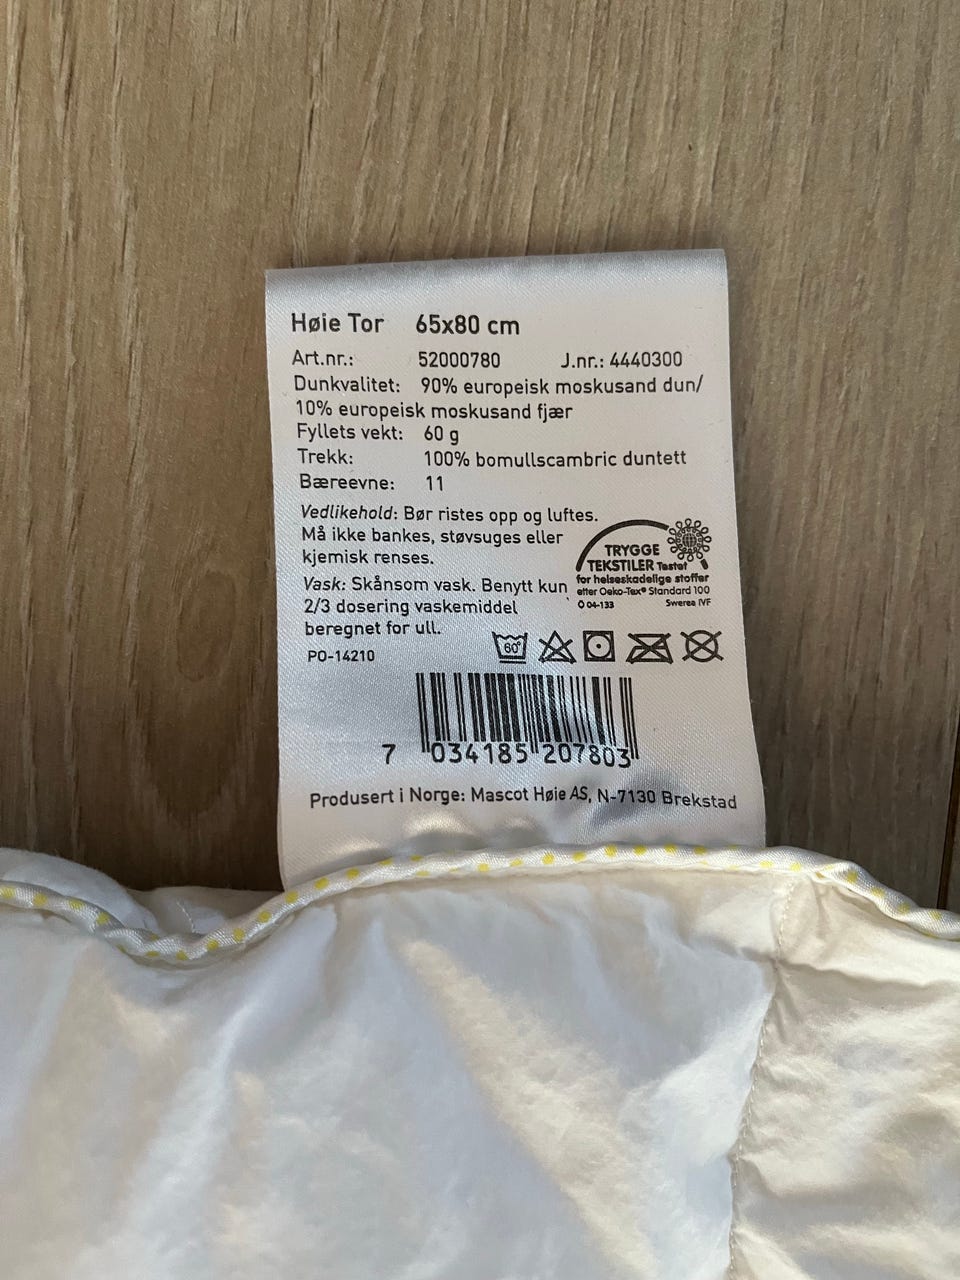 Høie Tor 65x80 cm
Art.nr.: 52000780 J.nr.: 4440300
Dunkvalitet: 90% europeisk moskusand dun/
10% europeisk moskusand fjær
Fyllets vekt: 60 g
Trekk: 100% bomullscambric duntett
Bæreevne: 11
Vedlikehold: Bør ristes opp og luftes.
Må ikke bankes, støvsuges eller
kjemisk renses.
Vask: Skånsom vask. Benytt kun
2/3 dosering vaskemiddel
beregnet for ull.
TRYGGE
TEKSTILER Testet
for helseskadelige stoffer
etter Oeko-Tex® Standard 100
04-133 Swerea IVF
PO-14210
60°
7 034185 207803
Produsert i Norge: Mascot Høie AS, N-7130 Brekstad